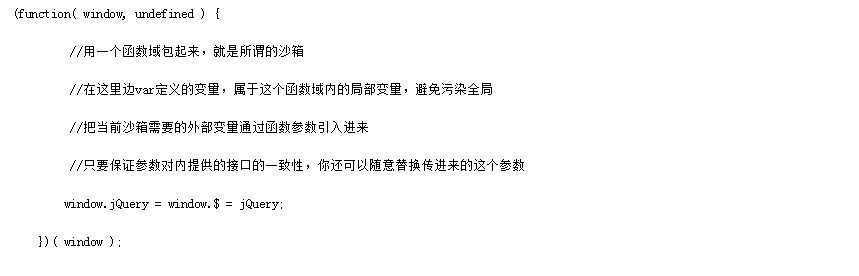 (function( window, undefined ) {
//用一个函数域包起来，就是所谓的沙箱
//在这里边var定义的变量，属于这个函数域内的局部变量，避免污染全局
//把当前沙箱需要的外部变量通过函数参数引入进来
//只要保证参数对内提供的接口的一致性，你还可以随意替换传进来的这个参数
window.jQuery = window.$ = jQuery;
})( window );